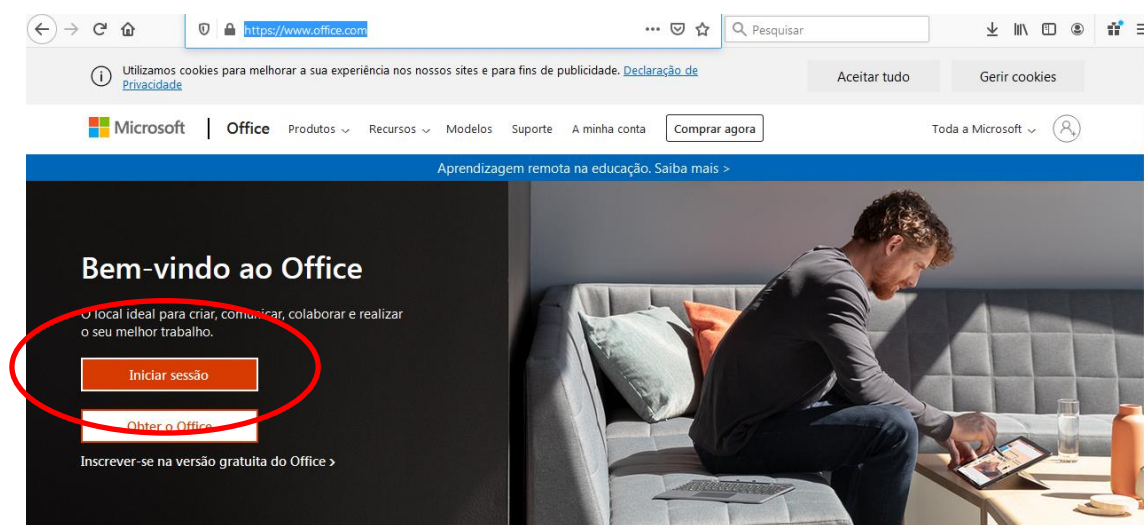 https://www.office.com
Pesquisar
Utilizamos cookies para melhorar a sua experiência nos nossos sites e para fins de publicidade. Declaração de
Privacidade
Aceitar tudo
Gerir cookies
Microsoft
Office
Produtos
Recursos
Modelos
Suporte
A minha conta
Comprar agora
Toda a Microsoft
Aprendizagem remota na educação. Saiba mais >
Bem-vindo ao Office
O local ideal para criar, comunicar, colaborar e realizar
o seu melhor trabalho.
Iniciar sessão
Obter o Office
Inscrever-se na versão gratuita do Office >